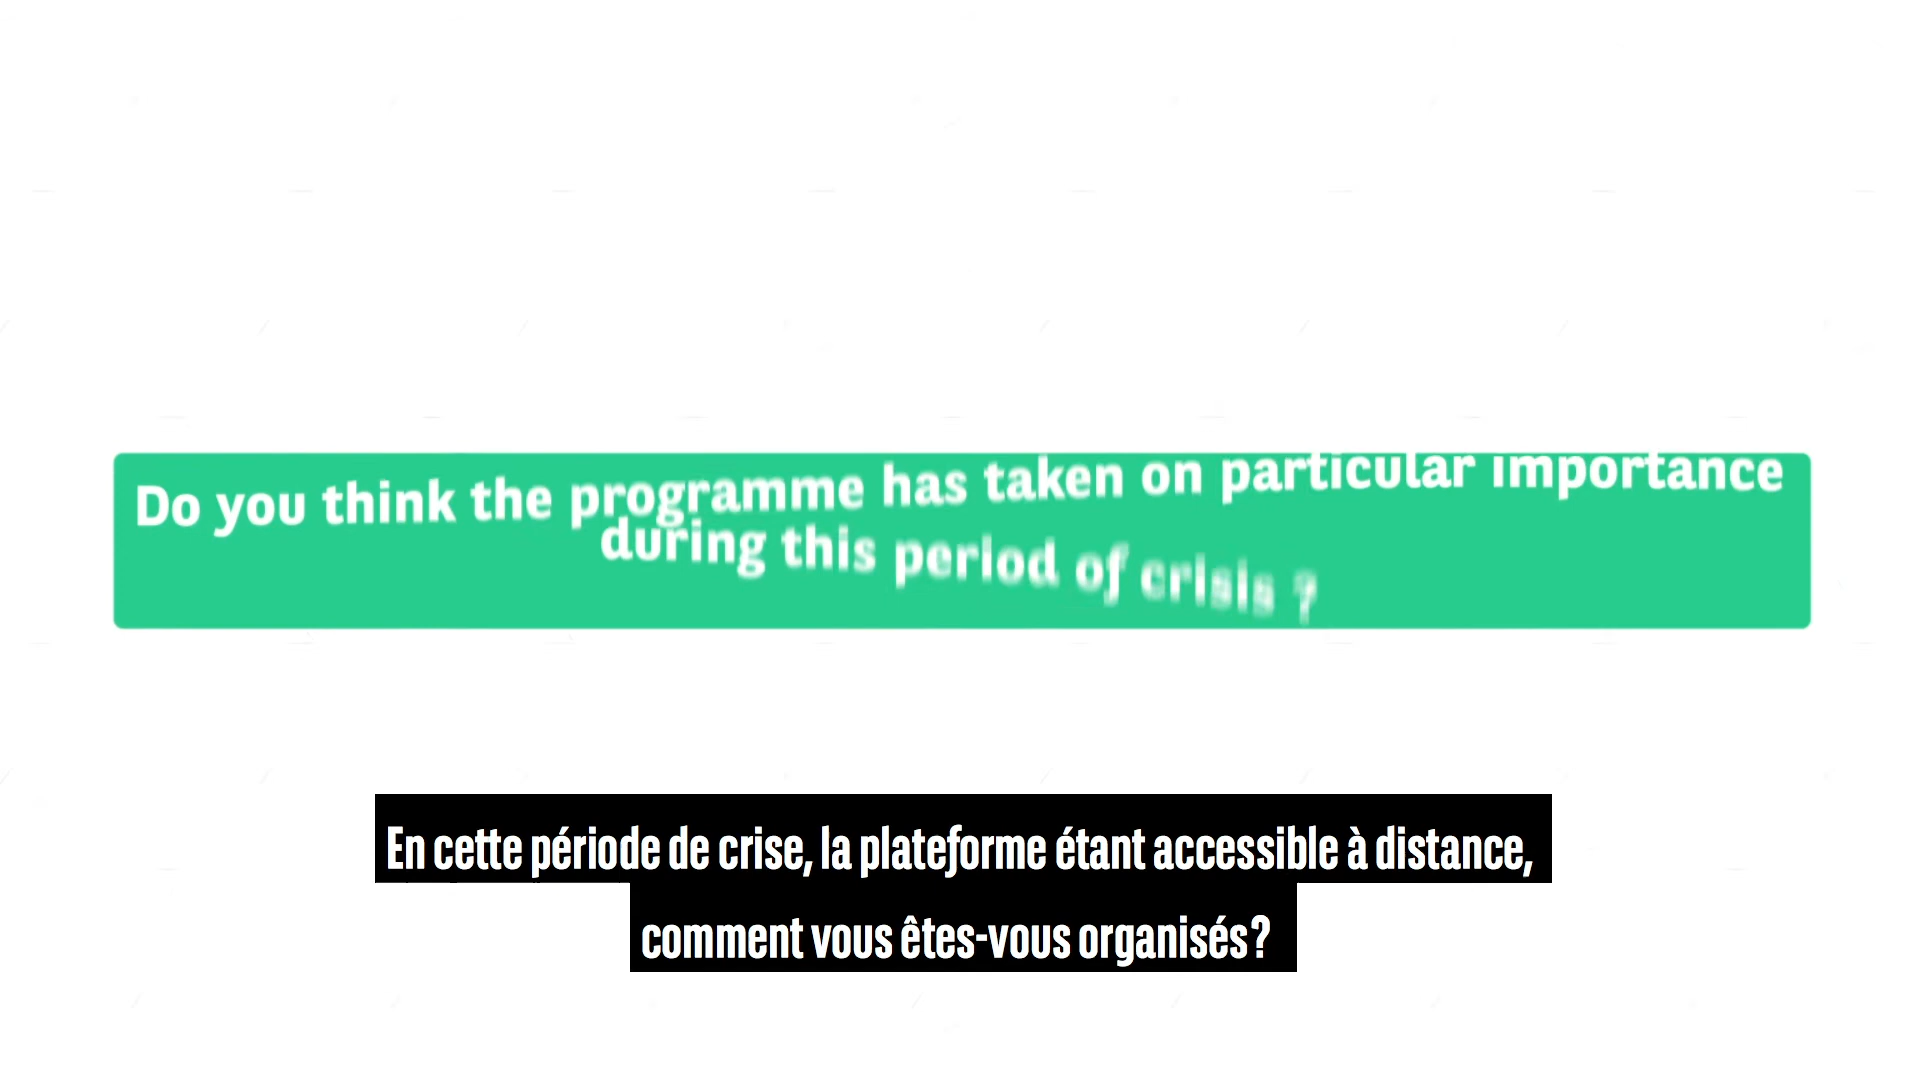 Do you think the programme has taken on particular importance
during this period of crisis ?
En cette période de crise, la plateforme étant accessible à distance,
comment vous êtes-vous organisés?